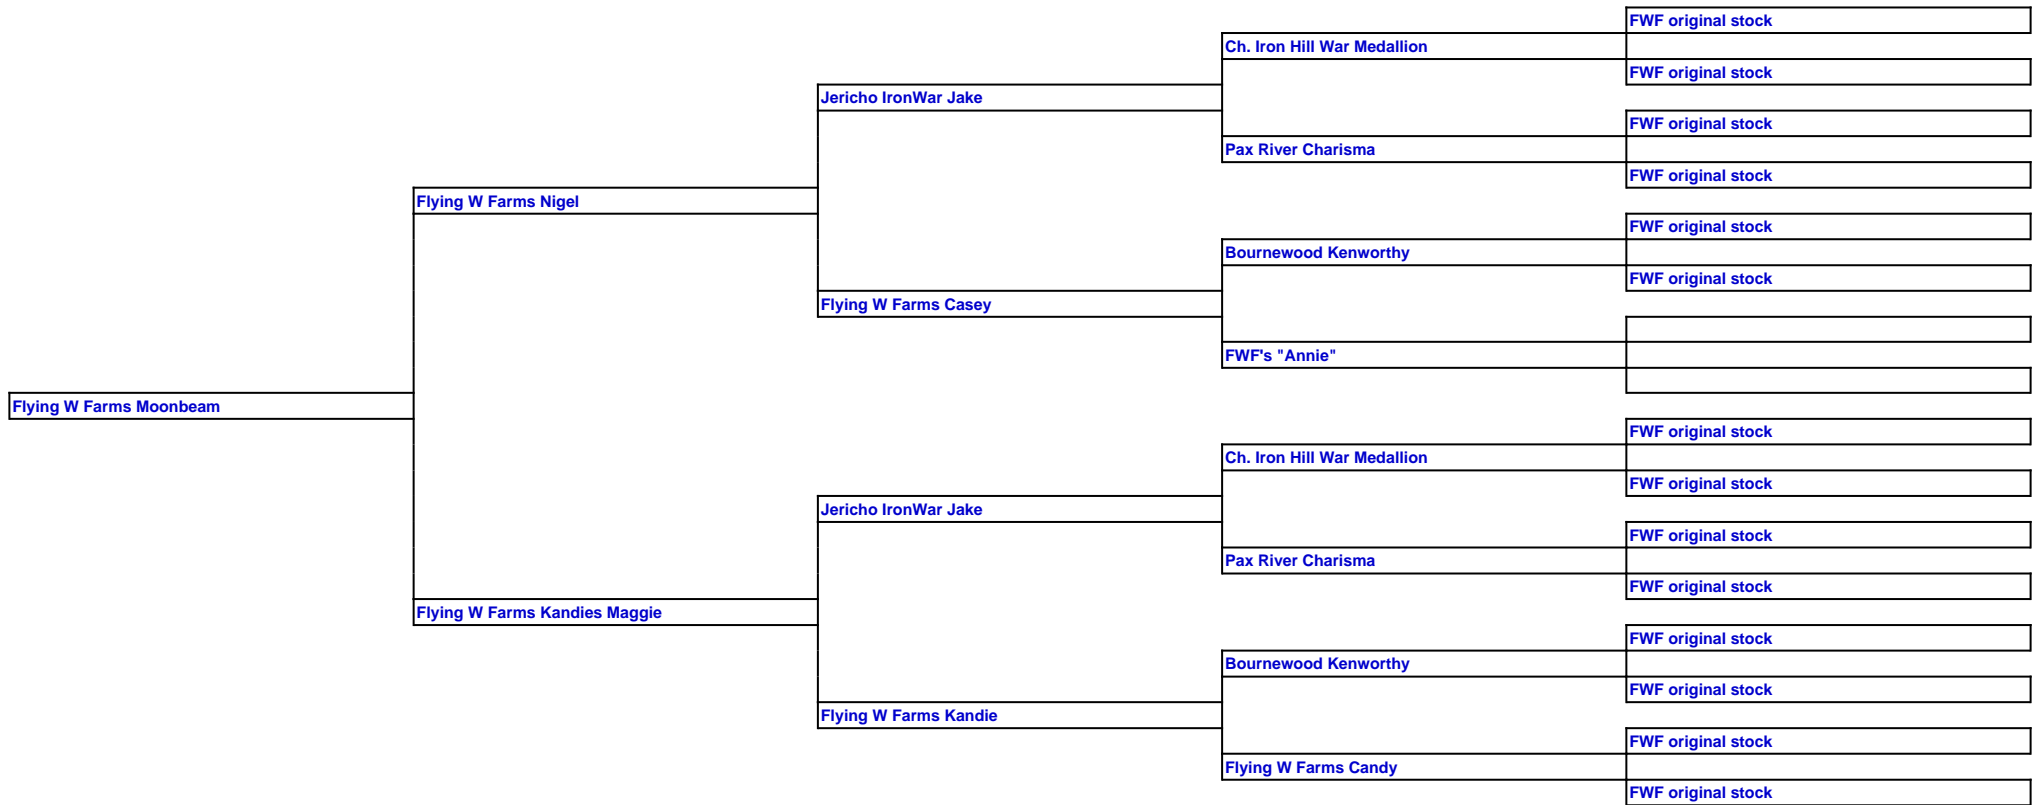 FWF original stock
Ch. Iron Hill War Medallion
FWF original stock
Jericho IronWar Jake
FWF original stock
Pax River Charisma
FWF original stock
Flying W Farms Nigel
FWF original stock
Bournewood Kenworthy
FWF original stock
Flying W Farms Casey
FWF's "Annie"
Flying W Farms Moonbeam
FWF original stock
Ch. Iron Hill War Medallion
FWF original stock
Jericho IronWar Jake
FWF original stock
Pax River Charisma
FWF original stock
Flying W Farms Kandies Maggie
FWF original stock
Bournewood Kenworthy
FWF original stock
Flying W Farms Kandie
FWF original stock
Flying W Farms Candy
FWF original stock